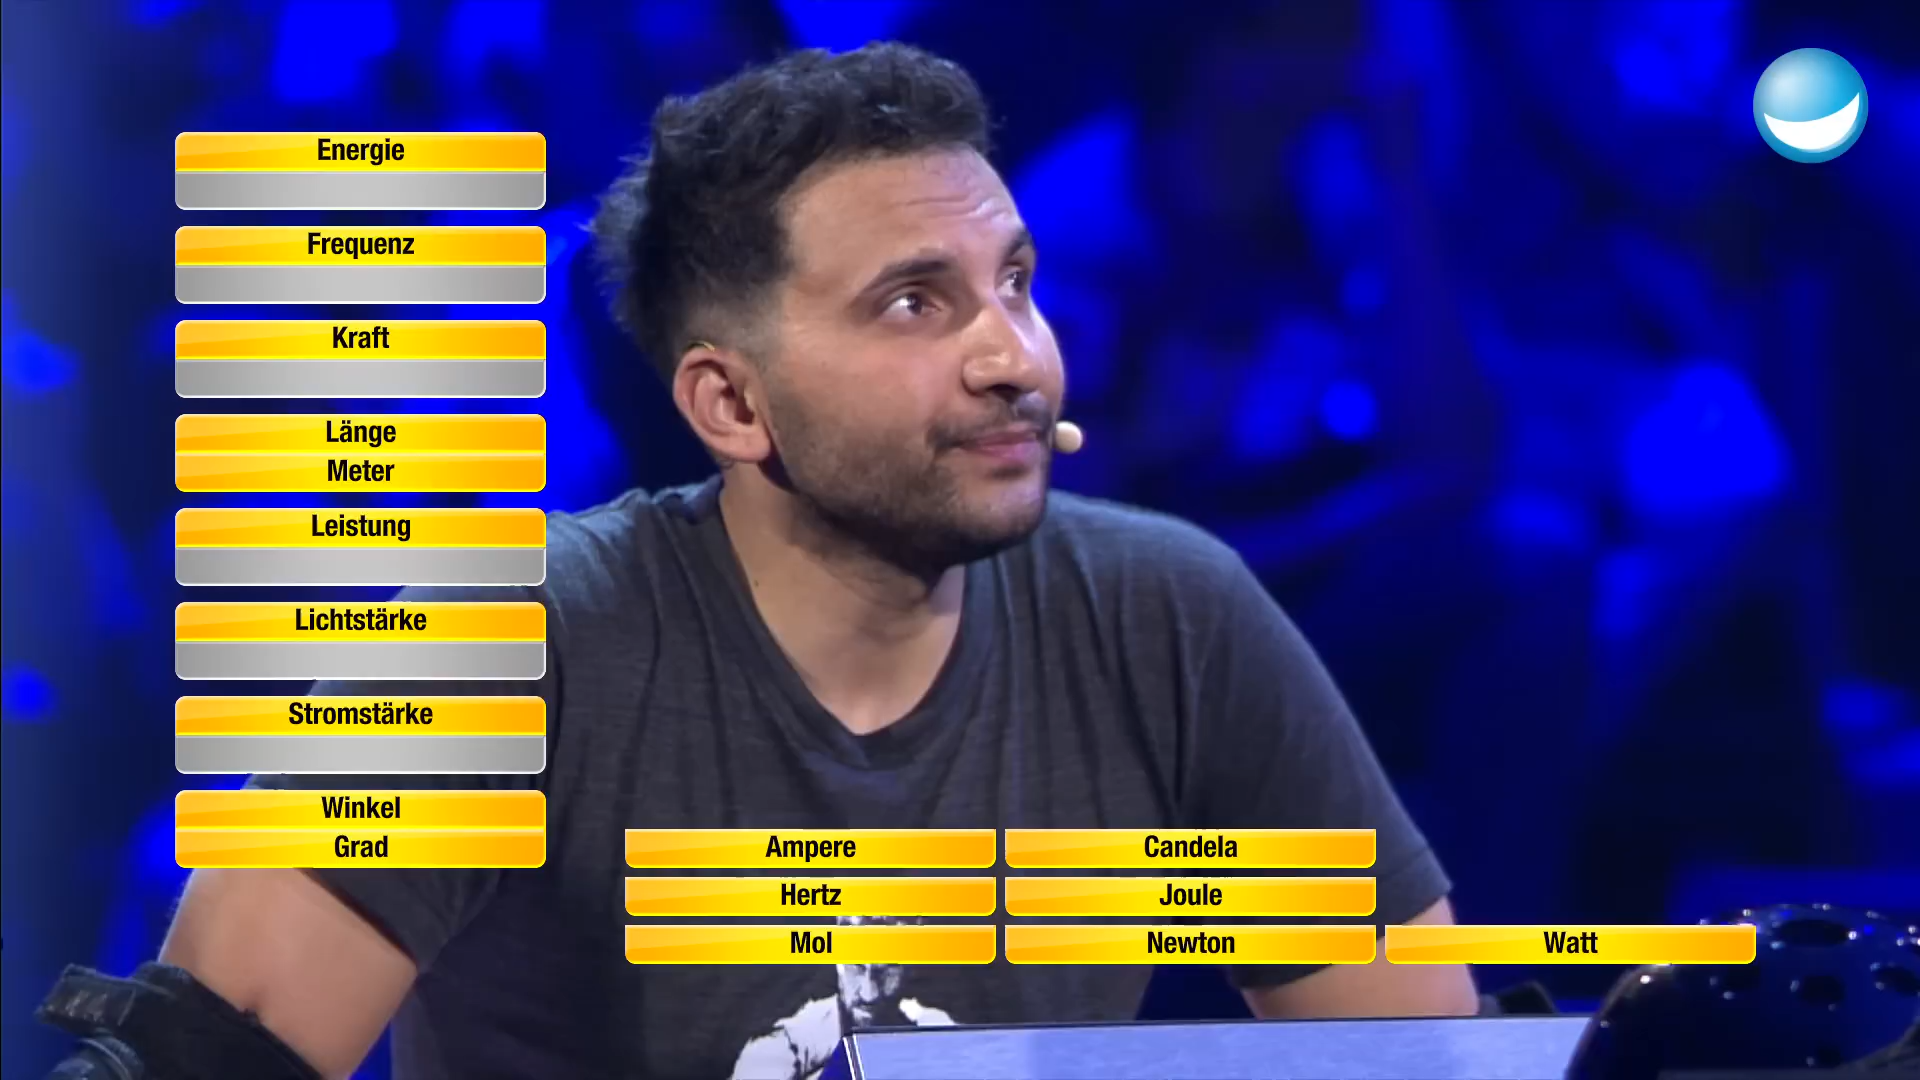 Energie
Frequenz
Kraft
Länge
Meter
Leistung
Lichtstärke
Stromstärke
Winkel
Grad
Ampere
Candela
Hertz
Joule
Mol
Newton
Watt